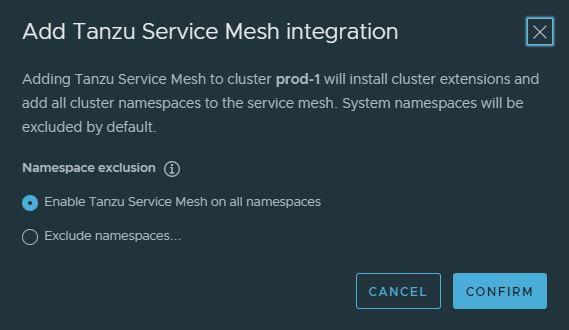 Add Tanzu Service Mesh integration
Adding Tanzu Service Mesh to cluster prod-1 will install cluster extensions and
add all cluster namespaces to the service mesh. System namespaces will be
excluded by default.
Namespace exclusion
Enable Tanzu Service Mesh on all namespaces
Exclude namespaces...
CANCEL
CONFIRM